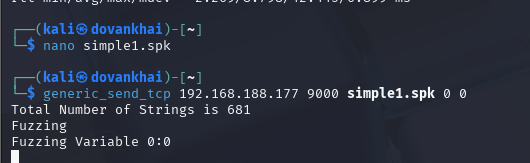 ┌──(kali㉿dovankhai)-[~]
└─$ nano simple1.spk
┌──(kali㉿dovankhai)-[~]
└─$ generic_send_tcp 192.168.188.177 9000 simple1.spk 0 0
Total Number of Strings is 681
Fuzzing
Fuzzing Variable 0:0